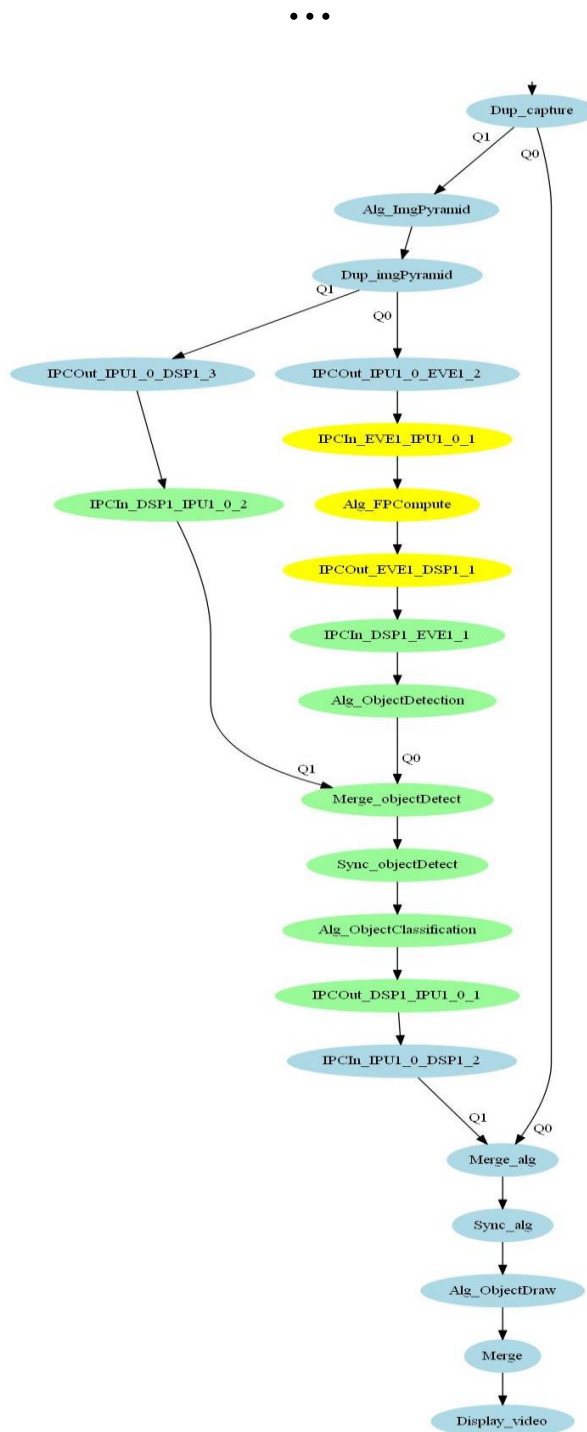 ...
Dup_capture
Q1
Q0
Alg_ImgPyramid
Dup_imgPyramid
Q1
Q0
IPCOut_IPU1_0_DSP1_3
IPCOut_IPU1_0_EVE1_2
IPCIn_EVE1_IPU1_0_1
IPCIn_DSP1_IPU1_0_2
Alg_FPCompute
IPCOut_EVE1_DSP1_1
IPCIn_DSP1_EVE1_1
Alg_ObjectDetection
Q0
Q1
Merge_objectDetect
Sync_objectDetect
Alg_ObjectClassification
IPCOut_DSP1_IPU1_0_1
IPCIn_IPU1_0_DSP1_2
Q1
Q0
Merge_alg
Sync_alg
Alg_ObjectDraw
Merge
Display_video